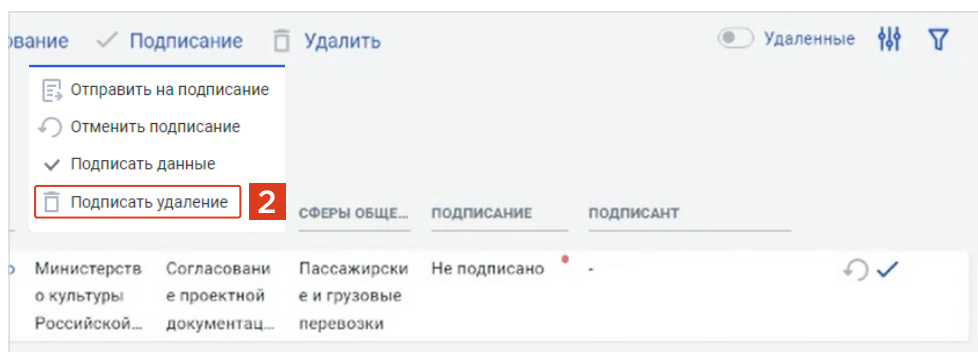 ование Подписание Удалить Удаленные
Отправить на подписание
Отменить подписание
Подписать данные
Подписать удаление 2
СФЕРЫ ОБЩЕ... ПОДПИСАНИЕ ПОДПИСАНТ
Министерств Согласовани Пассажирски Не подписано -
о культуры е проектной е и грузовые
Российской... документац... перевозки